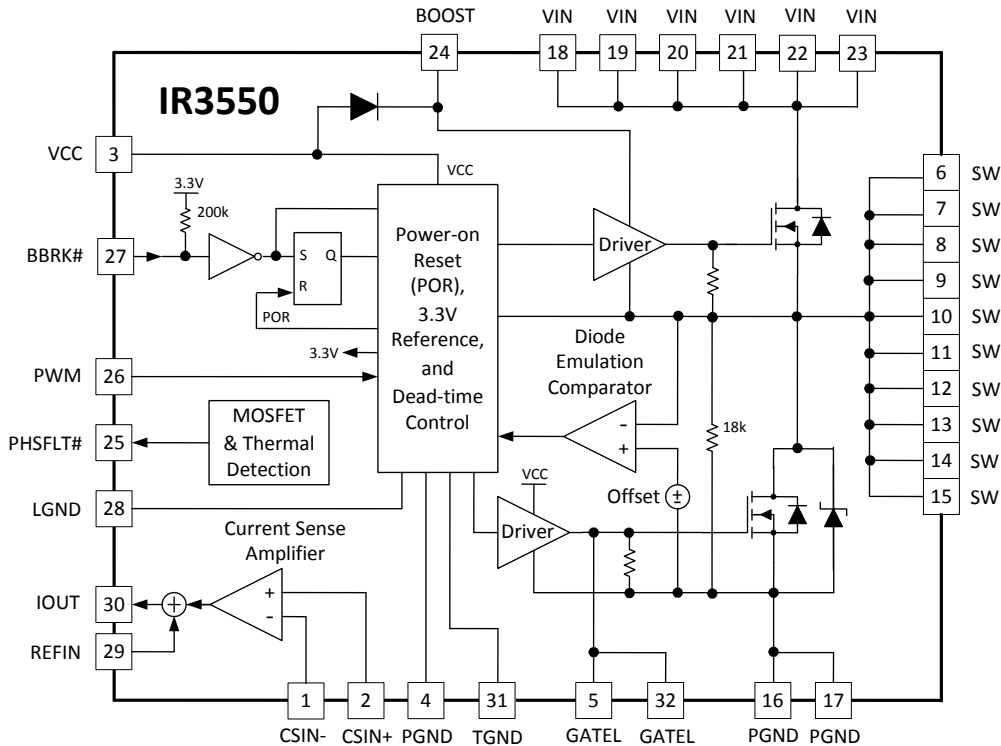 BOOST
VIN
VIN
VIN
VIN
VIN
VIN
24
18
19
20
21
22
23
IR3550
VCC
3
VCC
3.3V
200k
BBRK#
27
S
Q
R
POR
3.3V
Power-on
Reset
(POR),
3.3V
Reference,
and
Dead-time
Control
Driver
6
SW
7
SW
8
SW
9
SW
10
SW
11
SW
12
SW
13
SW
14
SW
15
SW
Diode
Emulation
Comparator
-
+
18k
Offset
±
PWM
26
PHSFLT#
25
MOSFET
& Thermal
Detection
LGND
28
VCC
Driver
Current Sense
Amplifier
+
-
IOUT
30
+
REFIN
29
1
2
4
31
5
32
16
17
CSIN-
CSIN+
PGND
TGND
GATEL
GATEL
PGND
PGND